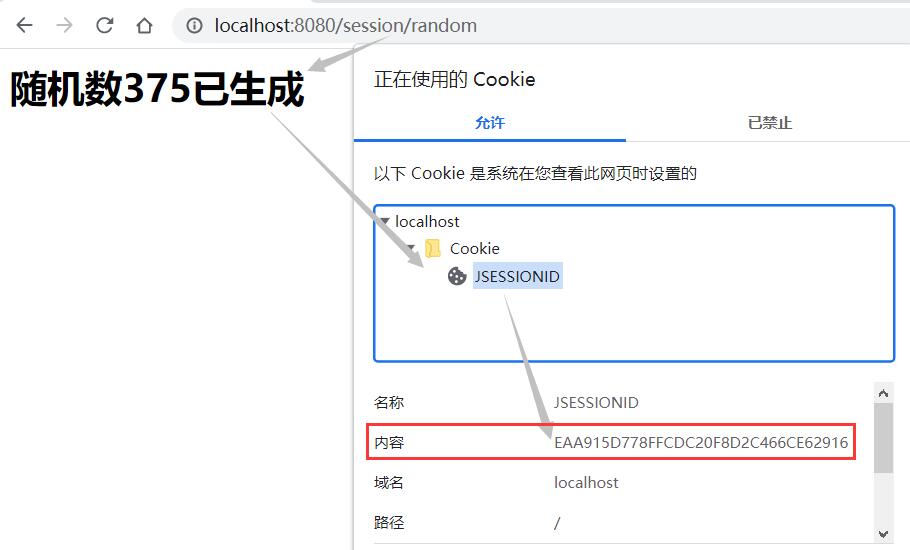 localhost:8080/session/random
随机数375已生成
正在使用的 Cookie
允许 已禁止
以下 Cookie 是系统在您查看此网页时设置的
localhost
Cookie
JSESSIONID
名称 JSESSIONID
内容 EAA915D778FFCDC20F8D2C466CE62916
域名 localhost
路径 /